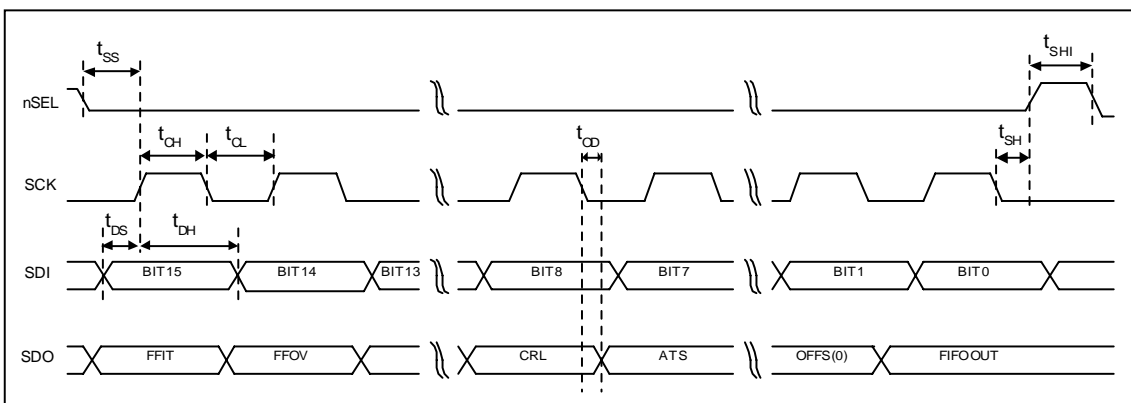 tSS
tSHI
nSEL
tCH tCL tOD tSH
SCK
tDS tDH
SDI BIT15 BIT14 BIT13 BIT8 BIT7 BIT1 BIT0
SDO FFIT FFOV CRL ATS OFFS(0) FIFOOUT